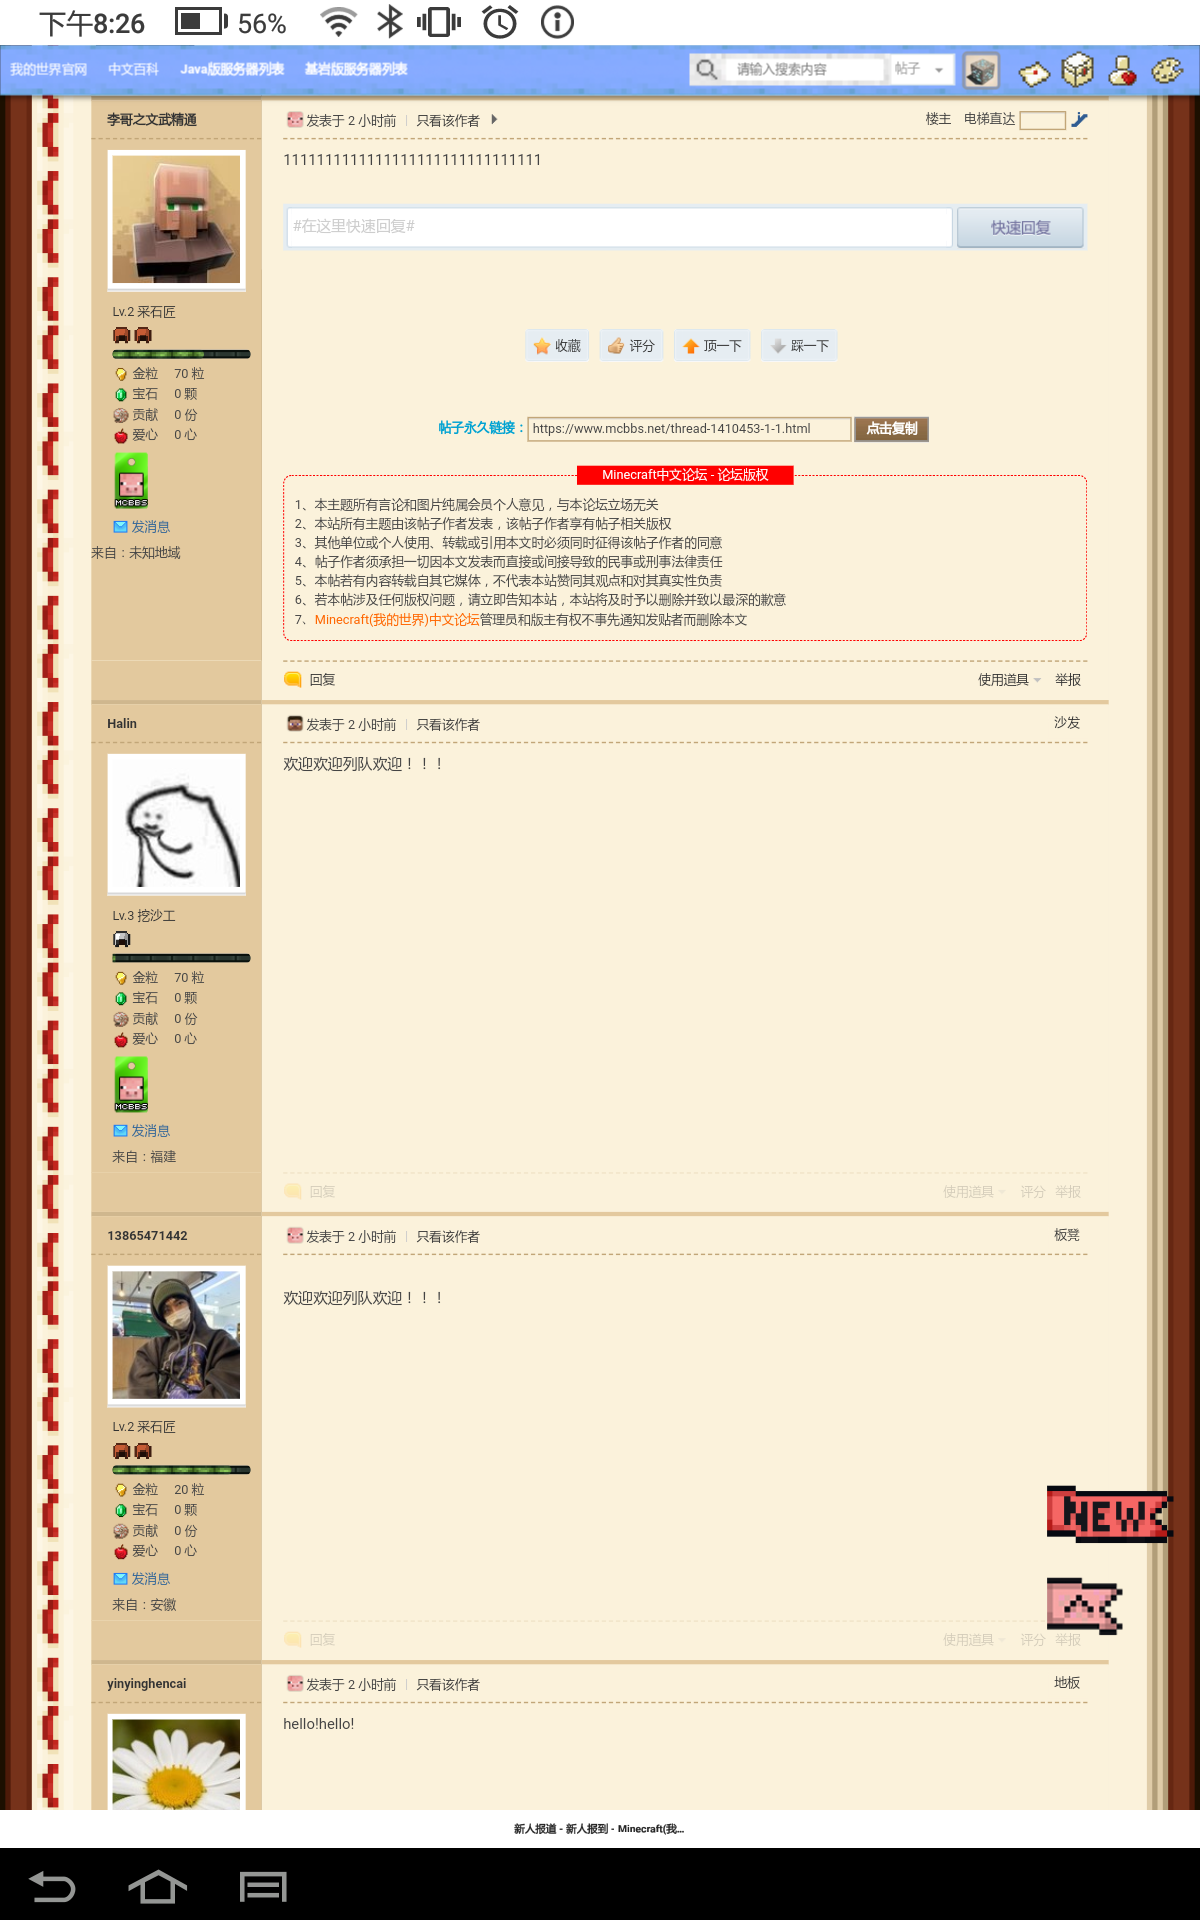 下午8:26 56%
我的世界官网 中文百科 Java版服务器列表 基岩版服务器列表 请输入搜索内容 帖子
李哥之文武精通 发表于 2 小时前 只看该作者 楼主 电梯直达
1111111111111111111111111111111
#在这里快速回复# 快速回复
Lv.2 采石匠
收藏 评分 顶一下 踩一下
金粒 70 粒
宝石 0 颗
贡献 0 份
爱心 0 心
帖子永久链接： https://www.mcbbs.net/thread-1410453-1-1.html 点击复制
MCBBS
发消息
来自：未知地域
Minecraft中文论坛 - 论坛版权
1、本主题所有言论和图片纯属会员个人意见，与本论坛立场无关
2、本站所有主题由该帖子作者发表，该帖子作者享有帖子相关版权
3、其他单位或个人使用、转载或引用本文时必须同时征得该帖子作者的同意
4、帖子作者须承担一切因本文发表而直接或间接导致的民事或刑事法律责任
5、本帖若有内容转载自其它媒体，不代表本站赞同其观点和对其真实性负责
6、若本帖涉及任何版权问题，请立即告知本站，本站将及时予以删除并致以最深的歉意
7、Minecraft(我的世界)中文论坛管理员和版主有权不事先通知发贴者而删除本文
回复 使用道具 举报
Halin 发表于 2 小时前 只看该作者 沙发
欢迎欢迎列队欢迎！！！
Lv.3 挖沙工
金粒 70 粒
宝石 0 颗
贡献 0 份
爱心 0 心
MCBBS
发消息
来自：福建
回复 使用道具 评分 举报
13865471442 发表于 2 小时前 只看该作者 板凳
欢迎欢迎列队欢迎！！！
Lv.2 采石匠
金粒 20 粒
宝石 0 颗
贡献 0 份
爱心 0 心
NEW
发消息
来自：安徽
回复 使用道具 评分 举报
yinyinghencai 发表于 2 小时前 只看该作者 地板
hello!hello!
新人报道 - 新人报到 - Minecraft(我...